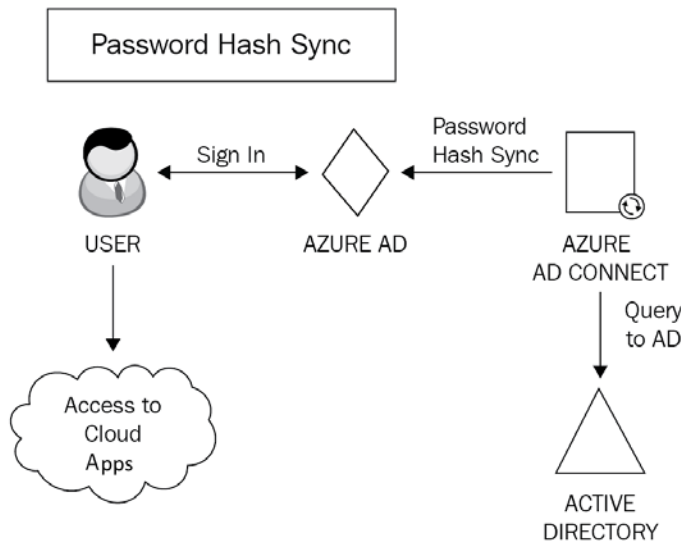 Password Hash Sync
Sign In
Password
Hash Sync
USER
AZURE AD
AZURE
AD CONNECT
Query
to AD
Access to
Cloud
Apps
ACTIVE
DIRECTORY